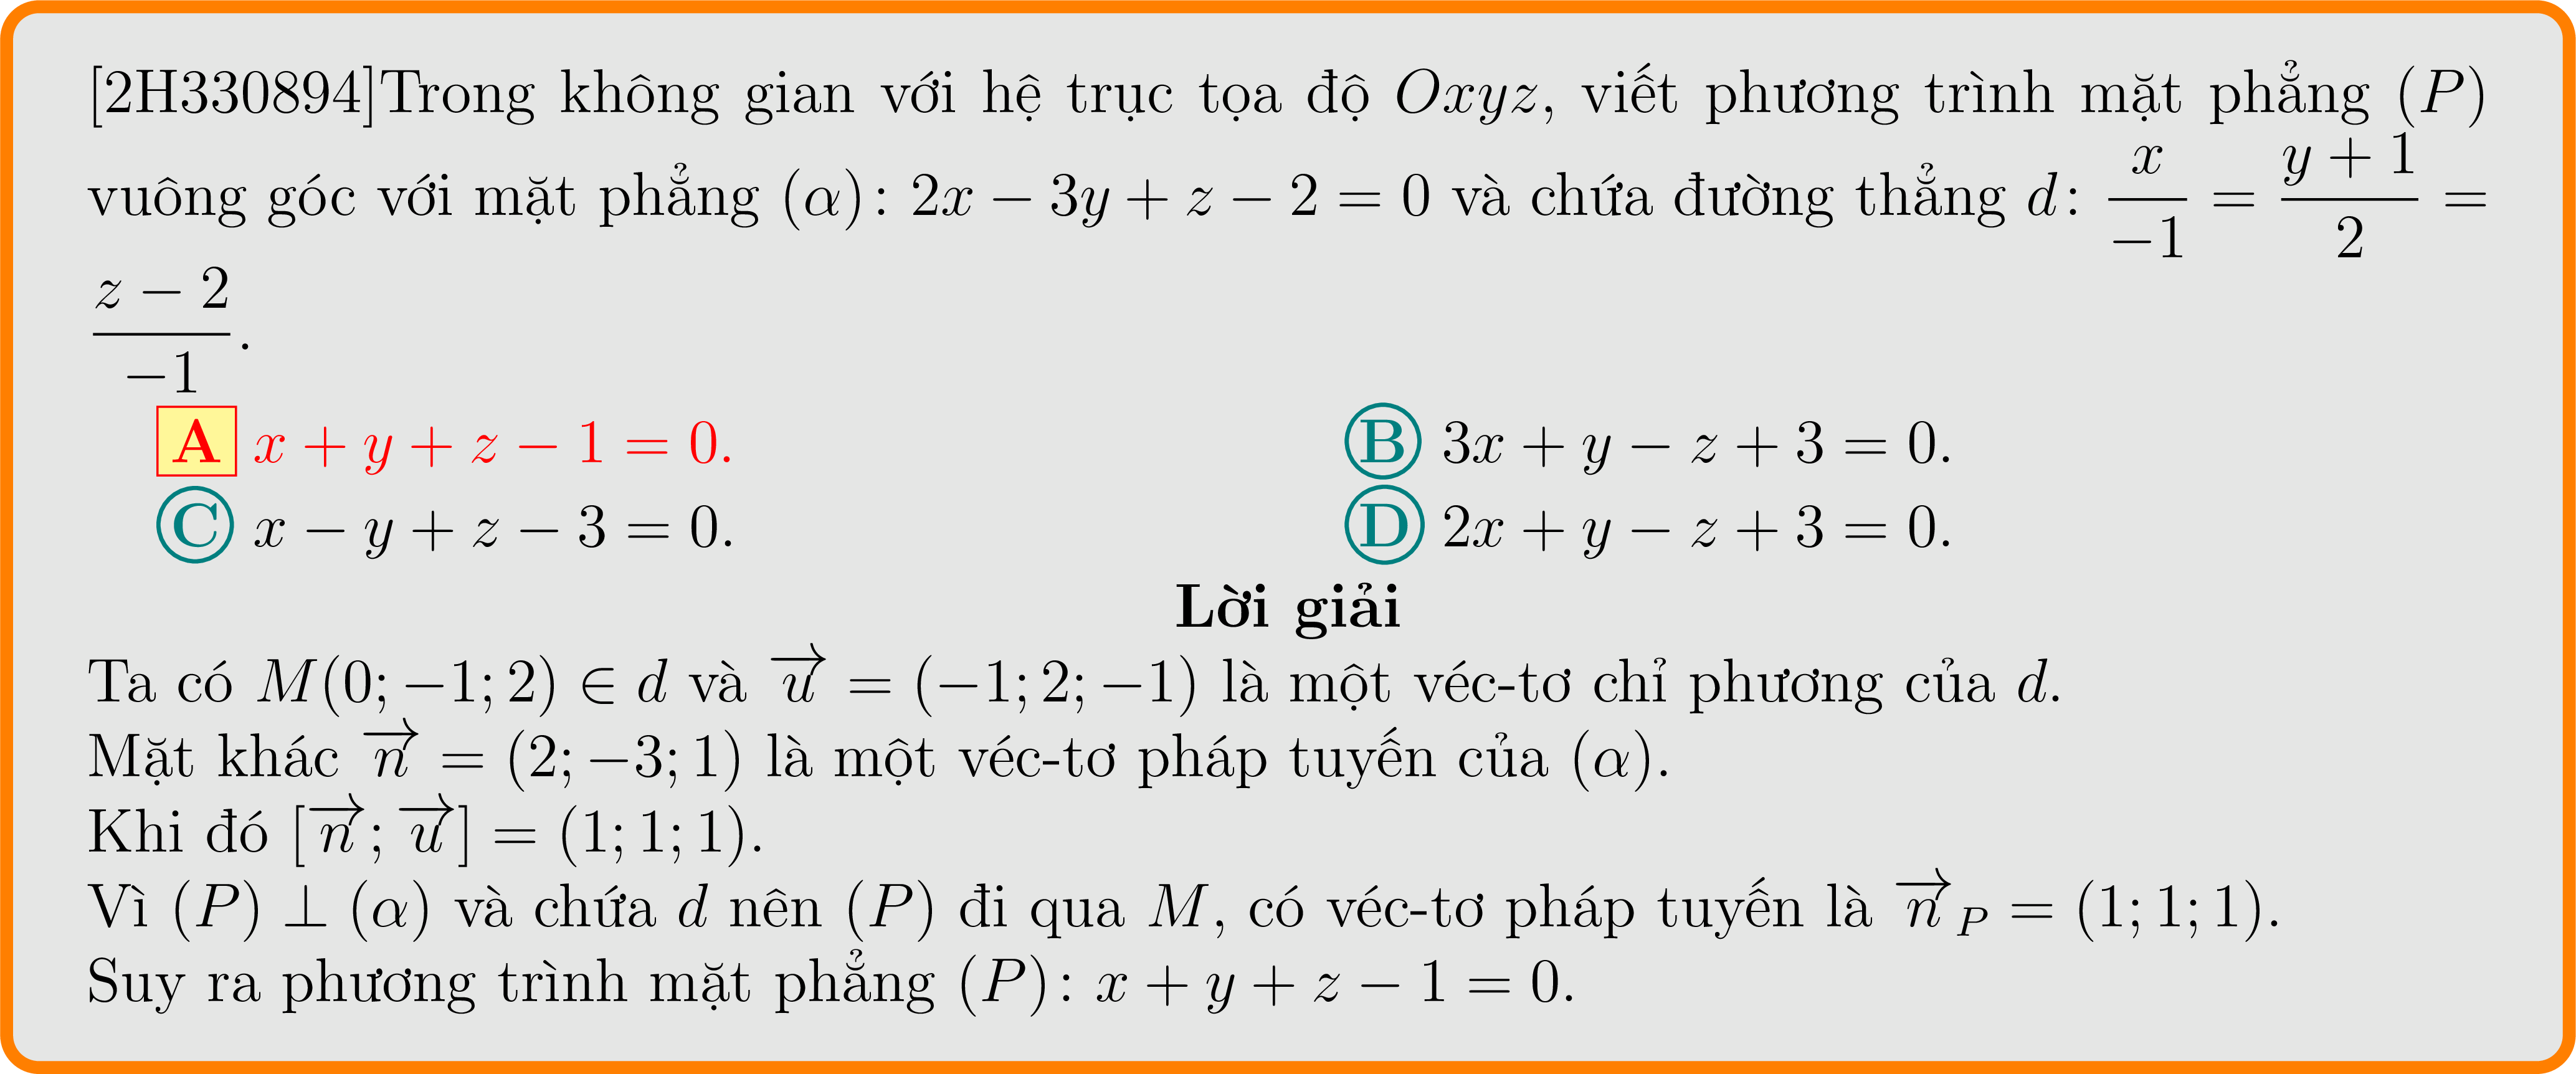 [2H330894]Trong không gian với hệ trục tọa độ $Oxyz$, viết phương trình mặt phẳng $(P)$
vuông góc với mặt phẳng $(\alpha)\colon 2x - 3y + z - 2 = 0$ và chứa đường thẳng $d\colon \dfrac{x}{-1} = \dfrac{y+1}{2} =$
$\dfrac{z-2}{-1}$.
A $x + y + z - 1 = 0$. B $3x + y - z + 3 = 0$.
C $x - y + z - 3 = 0$. D $2x + y - z + 3 = 0$.
Lời giải
Ta có $M(0; -1; 2) \in d$ và $\overrightarrow{u} = (-1; 2; -1)$ là một véc-tơ chỉ phương của $d$.
Mặt khác $\overrightarrow{n} = (2; -3; 1)$ là một véc-tơ pháp tuyến của $(\alpha)$.
Khi đó $[\overrightarrow{n}; \overrightarrow{u}] = (1; 1; 1)$.
Vì $(P) \perp (\alpha)$ và chứa $d$ nên $(P)$ đi qua $M$, có véc-tơ pháp tuyến là $\overrightarrow{n}_P = (1; 1; 1)$.
Suy ra phương trình mặt phẳng $(P)\colon x + y + z - 1 = 0$.